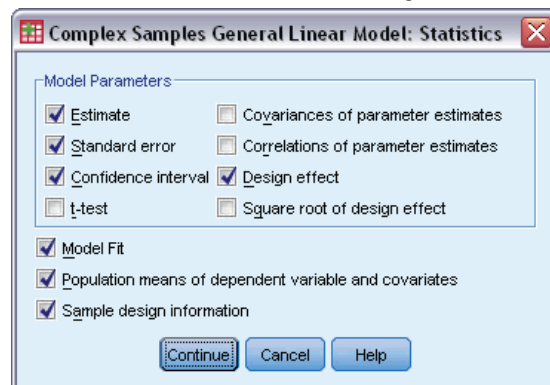 Complex Samples General Linear Model: Statistics
Model Parameters
Estimate
Covariances of parameter estimates
Standard error
Correlations of parameter estimates
Confidence interval
Design effect
t-test
Square root of design effect
Model Fit
Population means of dependent variable and covariates
Sample design information
Continue
Cancel
Help